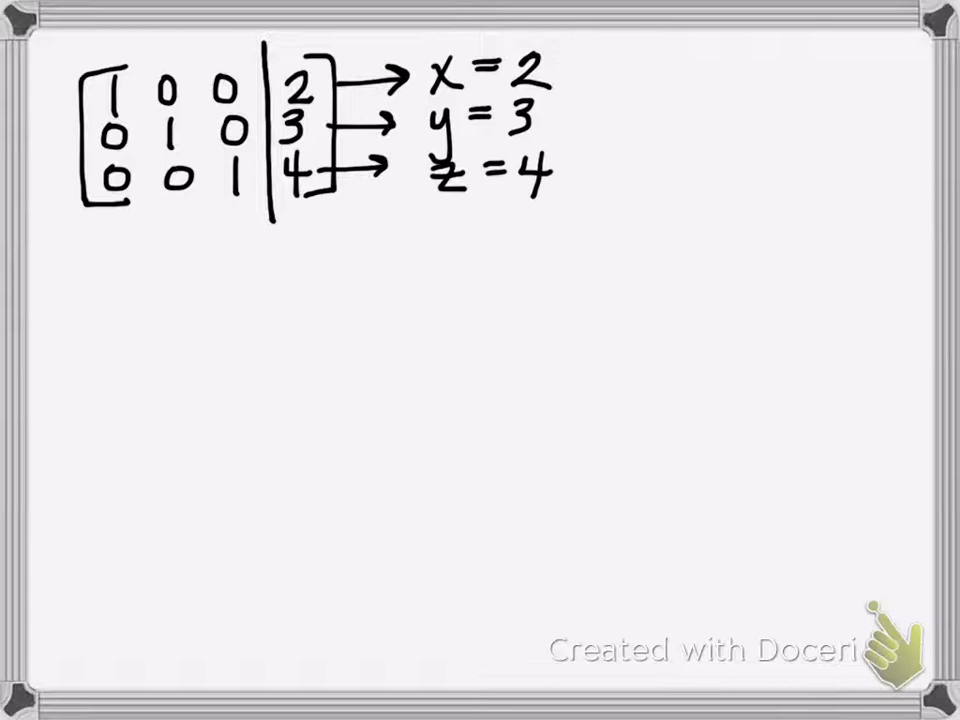 1 0 0 | 2 → x = 2
0 1 0 | 3 → y = 3
0 0 1 | 4 → z = 4
Created with Doceri